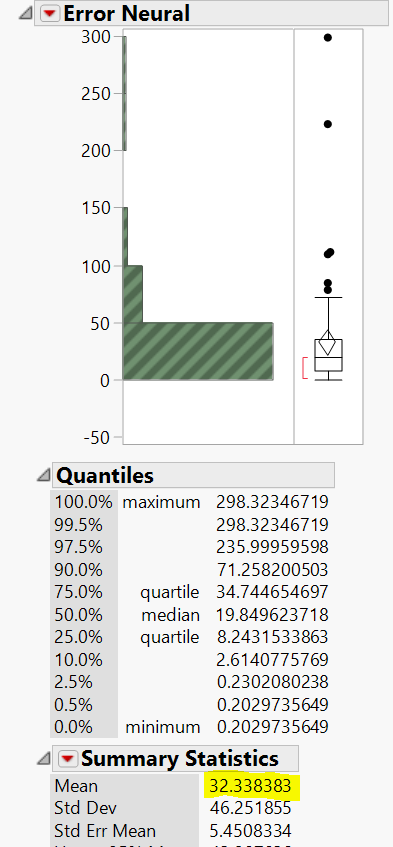 Error Neural
300
250
200
150
100
50
0
-50
Quantiles
100.0% maximum 298.32346719
99.5% 298.32346719
97.5% 235.99959598
90.0% 71.258200503
75.0% quartile 34.744654697
50.0% median 19.849623718
25.0% quartile 8.2431533863
10.0% 2.6140775769
2.5% 0.2302080238
0.5% 0.2029735649
0.0% minimum 0.2029735649
Summary Statistics
Mean 32.338383
Std Dev 46.251855
Std Err Mean 5.4508334